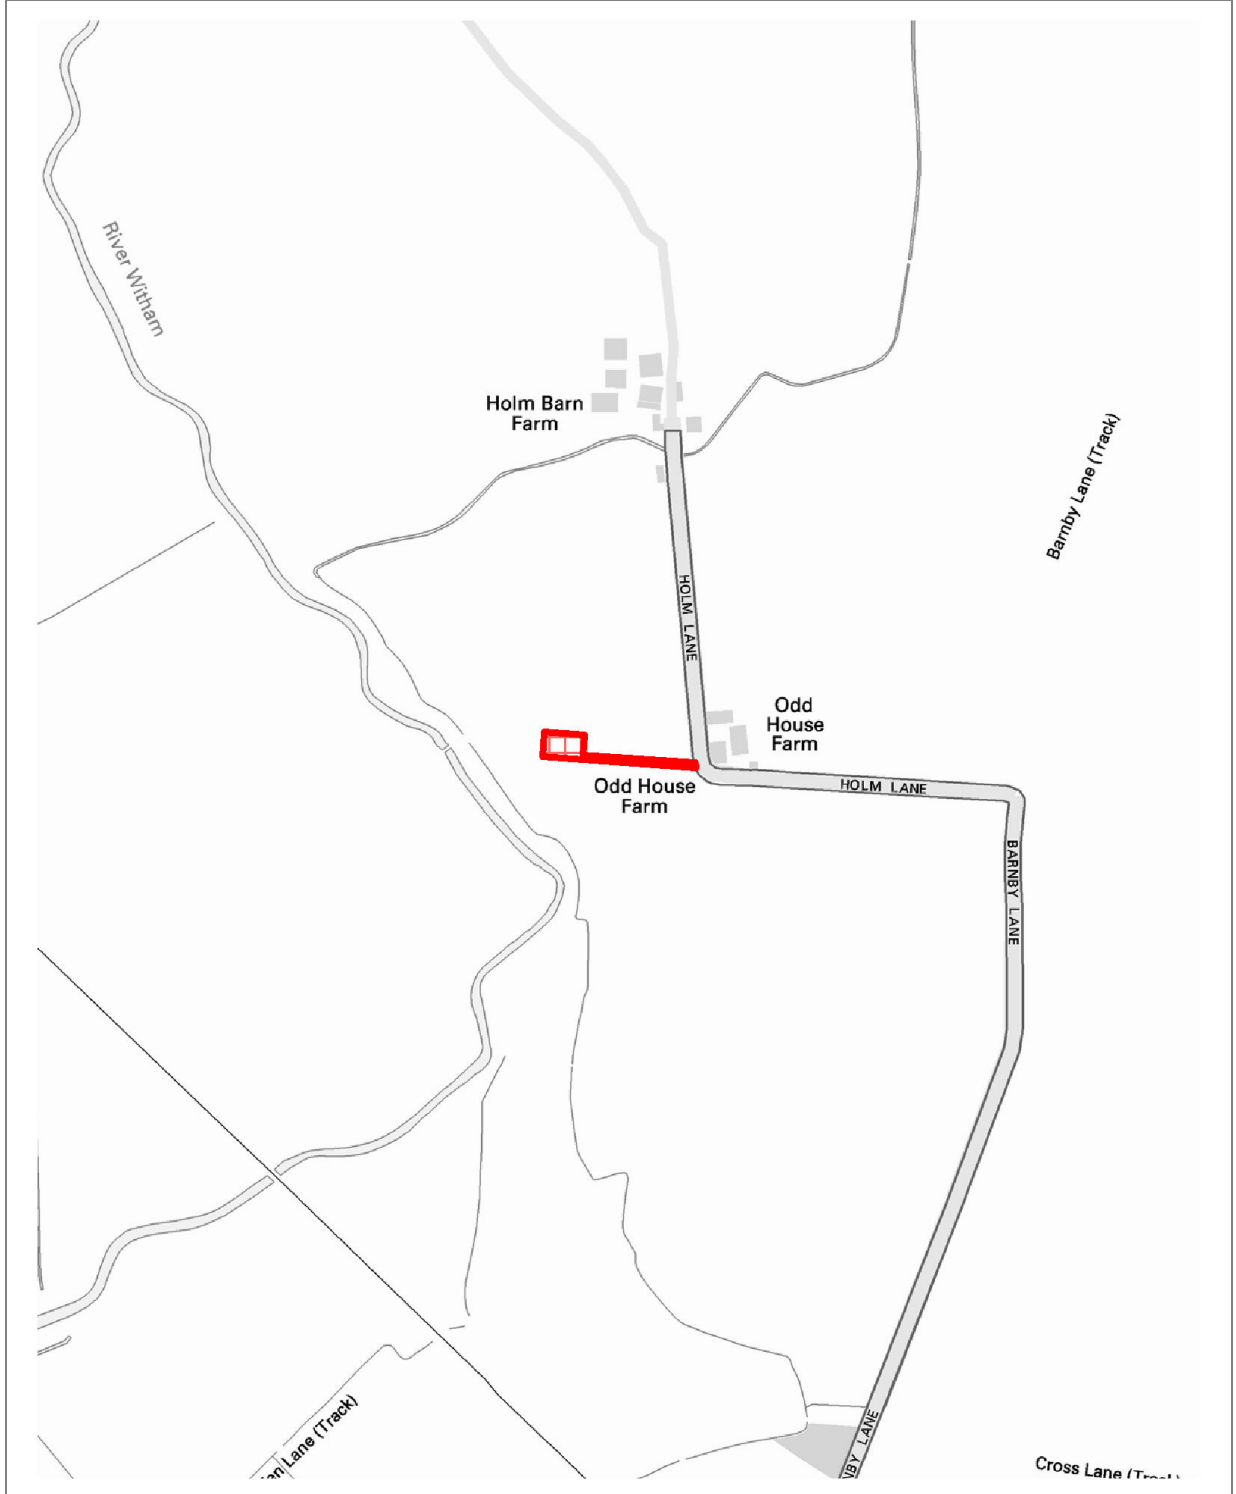 River Witham
Holm Barn
Farm
Barnby Lane (Track)
HOLM LANE
Odd
House
Farm
Odd House
Farm
HOLM LANE
BARNBY LANE
Lane (Track)
LANE
Cross Lane